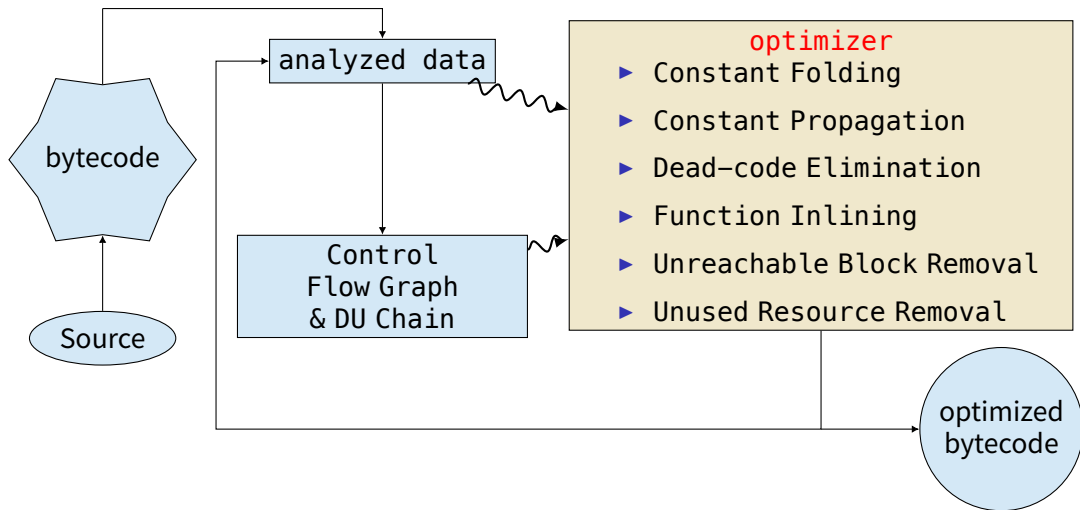 analyzed data
optimizer
► Constant Folding
► Constant Propagation
► Dead-code Elimination
► Function Inlining
► Unreachable Block Removal
► Unused Resource Removal
bytecode
Control
Flow Graph
& DU Chain
Source
optimized
bytecode